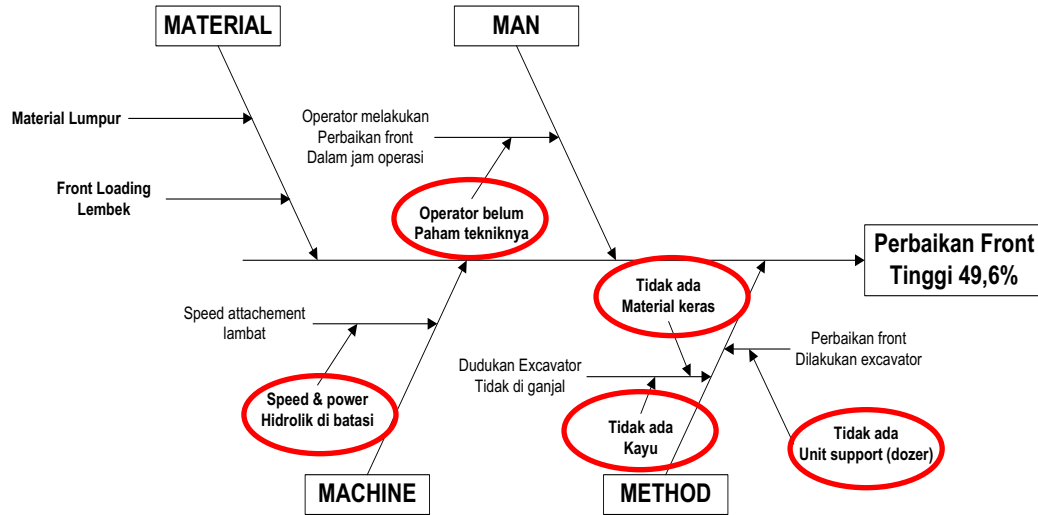 MATERIAL
MAN
Material Lumpur
Front Loading
Lembek
Operator melakukan
Perbaikan front
Dalam jam operasi
Operator belum
Paham tekniknya
Perbaikan Front
Tinggi 49,6%
Speed attachement
lambat
Speed & power
Hidrolik di batasi
Tidak ada
Material keras
Dudukan Excavator
Tidak di ganjal
Tidak ada
Kayu
Perbaikan front
Dilakukan excavator
Tidak ada
Unit support (dozer)
MACHINE
METHOD